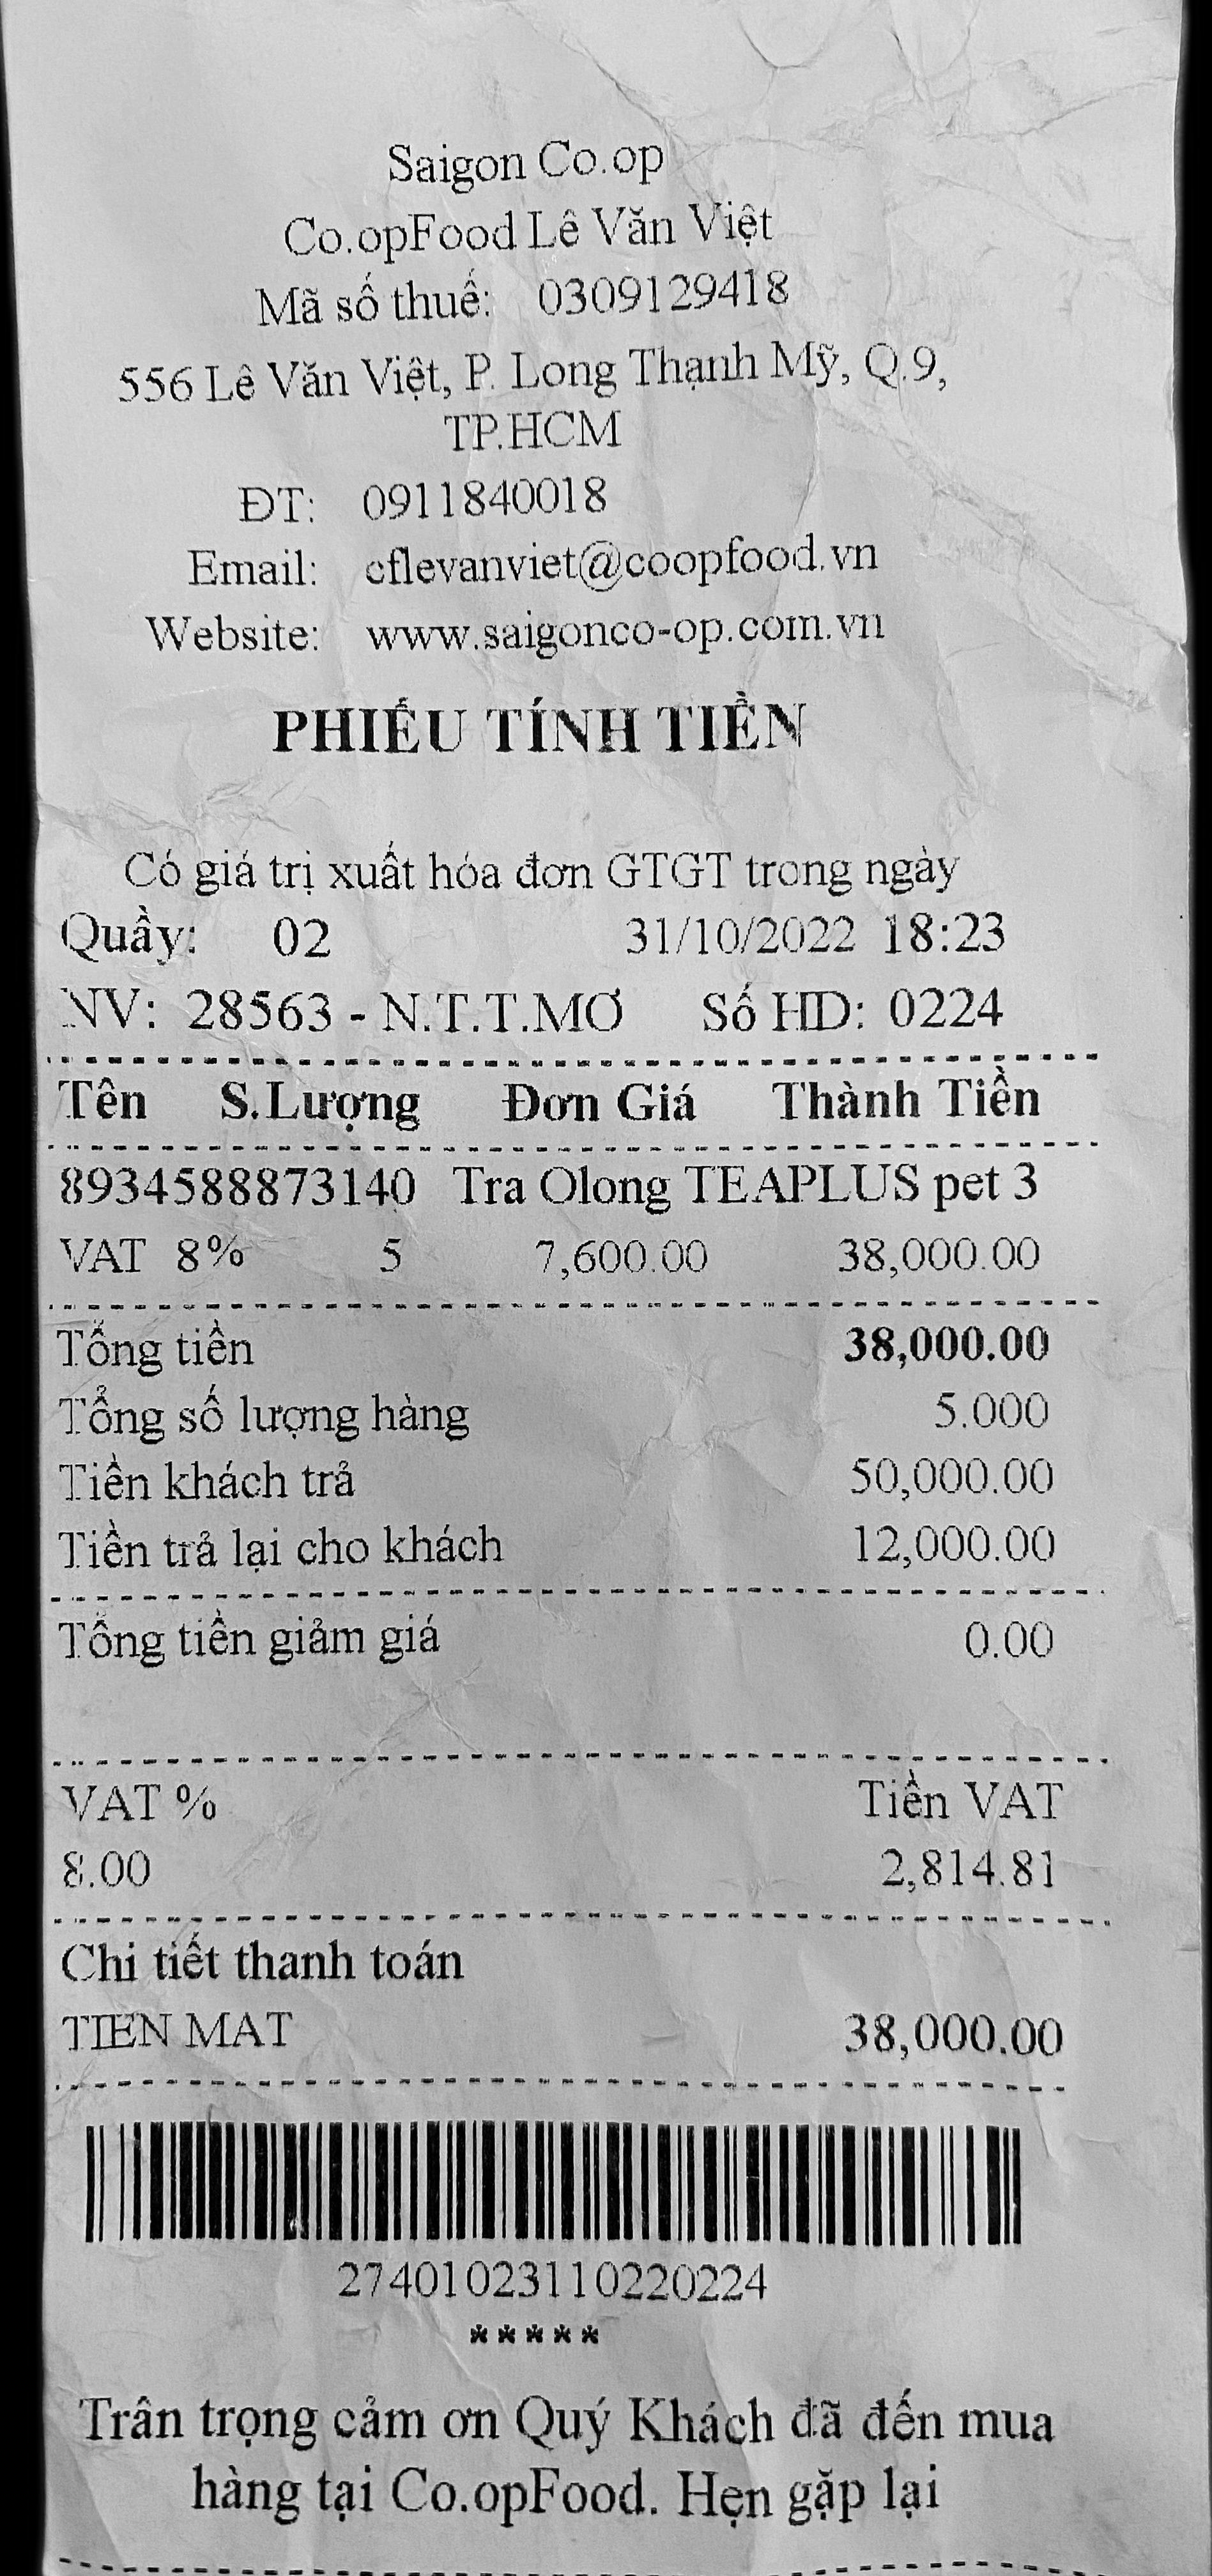 Saigon Co.op
Co.opFood Lê Văn Việt
Mã số thuế: 0309129418
556 Lê Văn Việt, P. Long Thạnh Mỹ, Q.9,
TP.HCM
ĐT: 0911840018
Email: cflevanviet@coopfood.vn
Website: www.saigonco-op.com.vn
PHIẾU TÍNH TIỀN
Có giá trị xuất hóa đơn GTGT trong ngày
Quầy: 02 31/10/2022 18:23
NV: 28563 - N.T.T.MƠ Số HD: 0224
Tên S.Lượng Đơn Giá Thành Tiền
8934588873140 Tra Olong TEAPLUS pet 3
VAT 8% 5 7,600.00 38,000.00
Tổng tiền 38,000.00
Tổng số lượng hàng 5.000
Tiền khách trả 50,000.00
Tiền trả lại cho khách 12,000.00
Tổng tiền giảm giá 0.00
VAT % Tiền VAT
8.00 2,814.81
Chi tiết thanh toán
TIEN MAT 38,000.00
27401023110220224
*****
Trân trọng cảm ơn Quý Khách đã đến mua
hàng tại Co.opFood. Hẹn gặp lại